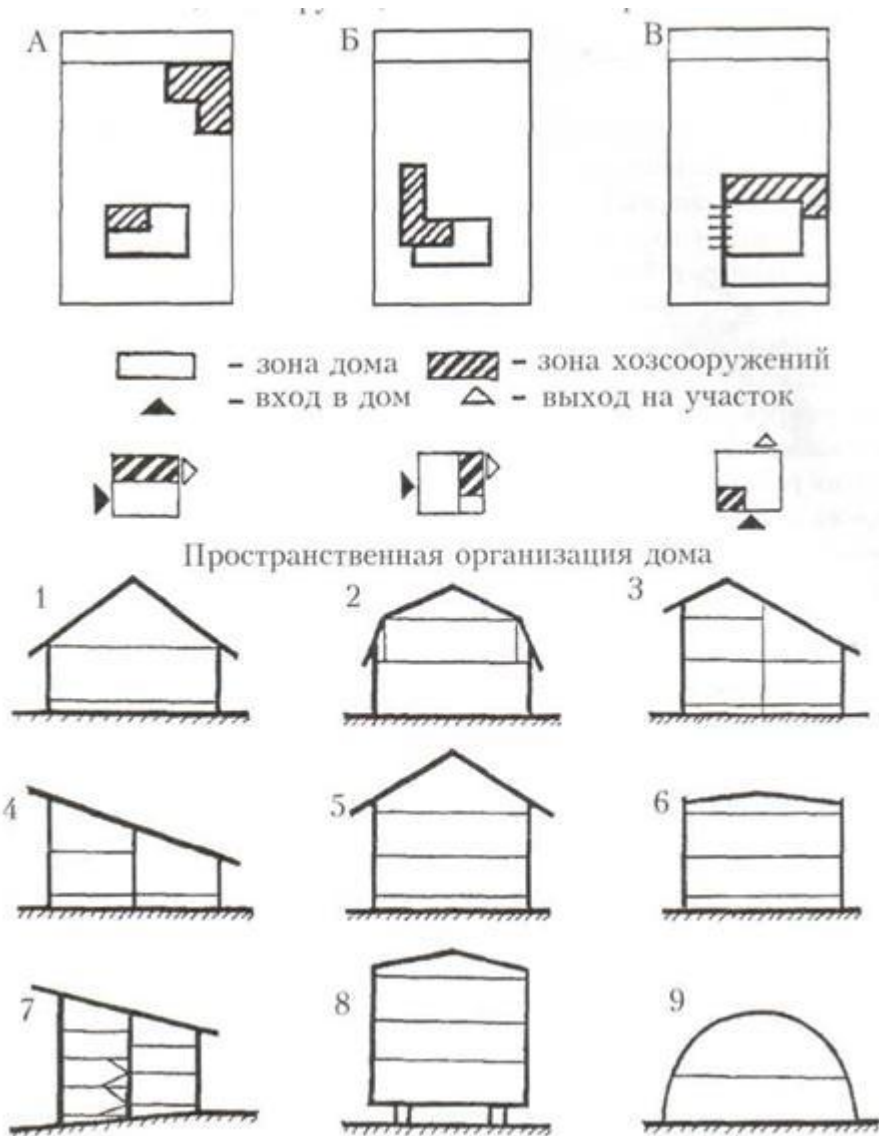 А Б В
– зона дома – зона хозсооружений
– вход в дом – выход на участок
Пространственная организация дома
1 2 3
4 5 6
7 8 9